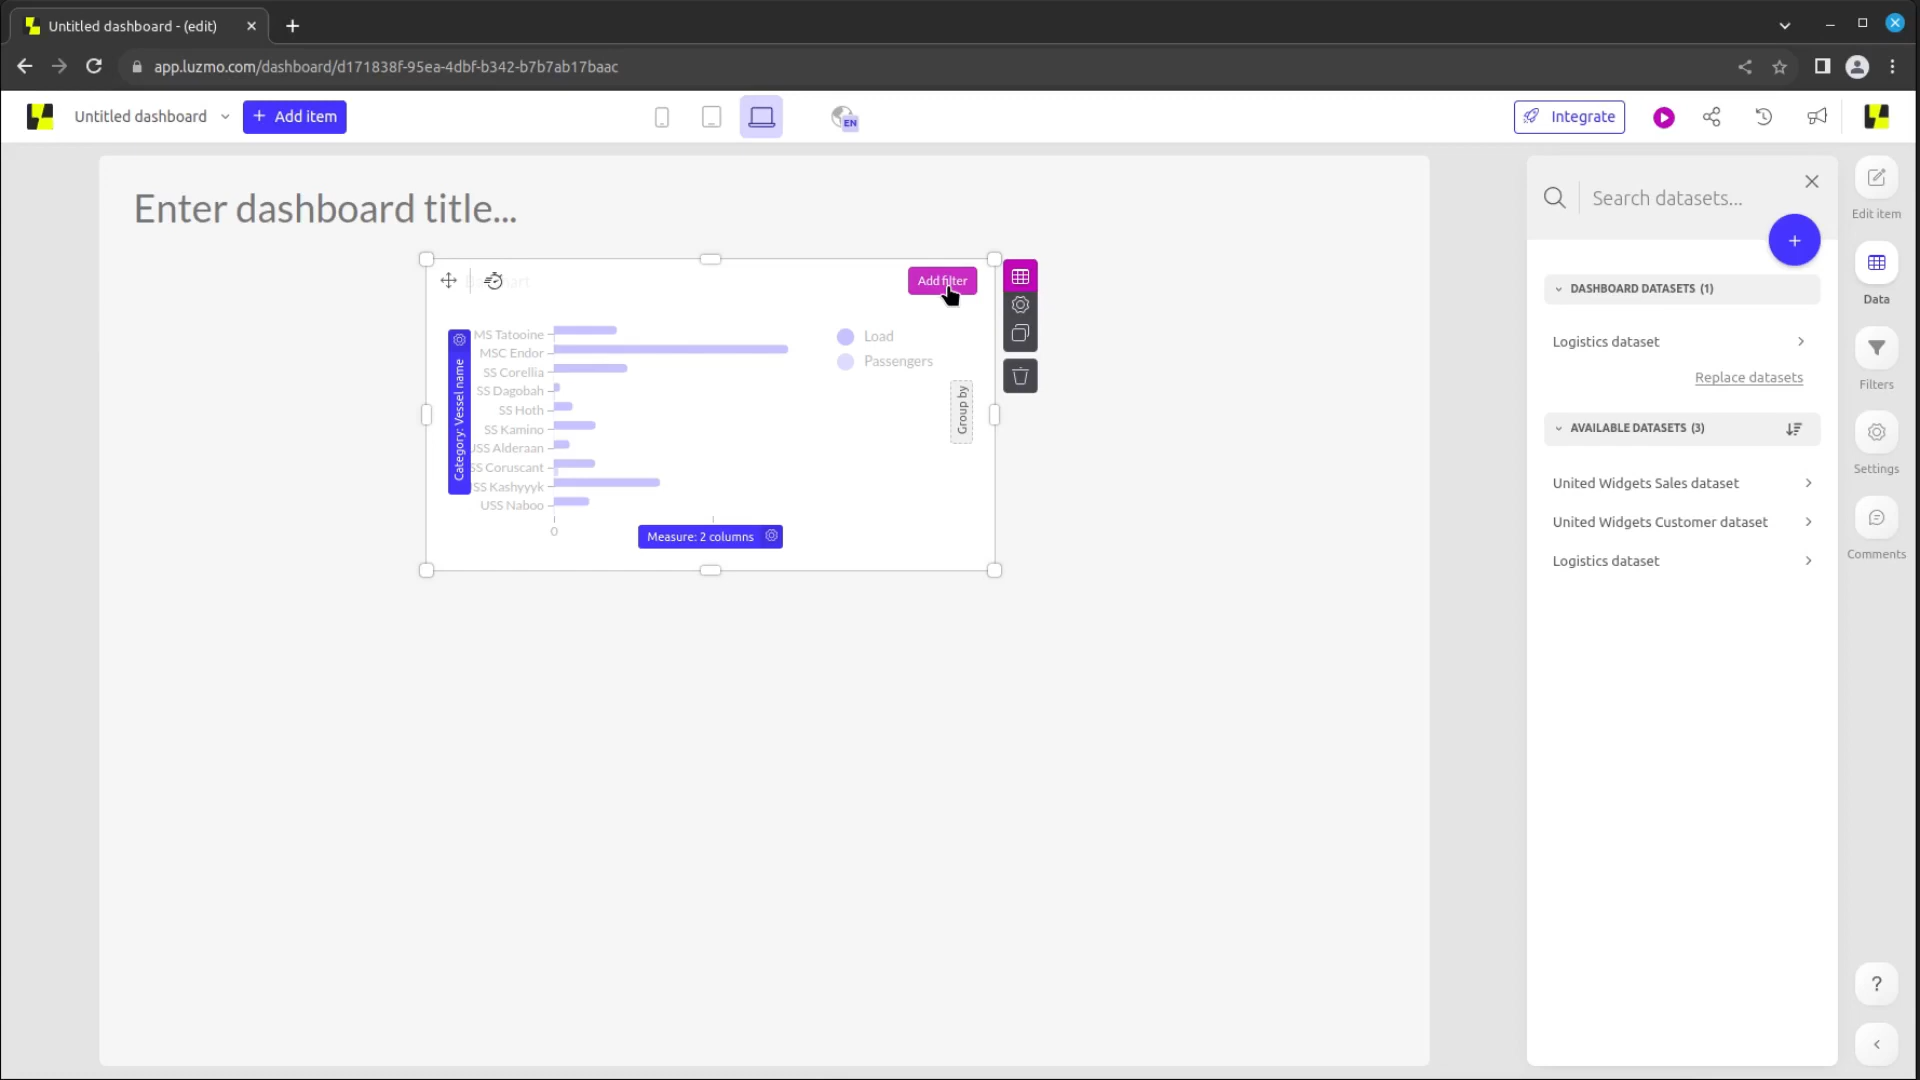 Untitled dashboard - (edit)
app.luzmo.com/dashboard/d171838f-95ea-4dbf-b342-b7b7ab17baac
Untitled dashboard
+ Add item
EN
Integrate
Enter dashboard title...
Add filter
MS Tatooine
MSC Endor
SS Corellia
SS Dagobah
SS Hoth
SS Kamino
USS Alderaan
USS Coruscant
USS Kashyyyk
USS Naboo
0
Category: Vessel name
Measure: 2 columns
Load
Passengers
Group by
Search datasets...
DASHBOARD DATASETS (1)
Logistics dataset
Replace datasets
AVAILABLE DATASETS (3)
United Widgets Sales dataset
United Widgets Customer dataset
Logistics dataset
Edit item
Data
Filters
Settings
Comments
?